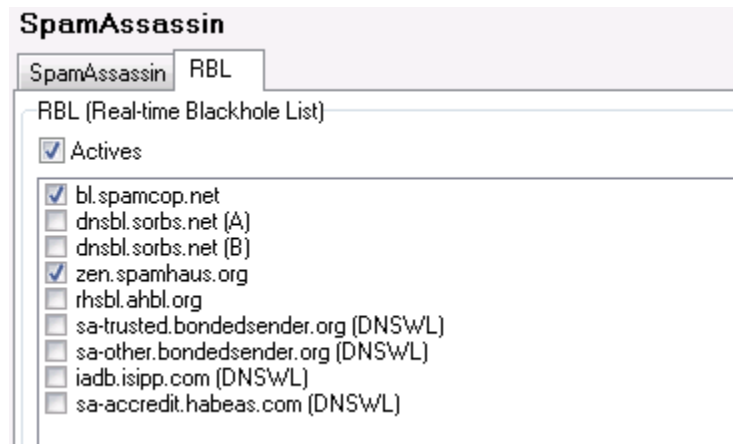 SpamAssassin
SpamAssassin RBL
RBL (Real-time Blackhole List)
Actives
bl.spamcop.net
dnsbl.sorbs.net (A)
dnsbl.sorbs.net (B)
zen.spamhaus.org
rhsbl.ahbl.org
sa-trusted.bondedsender.org (DNSWL)
sa-other.bondedsender.org (DNSWL)
iadb.isipp.com (DNSWL)
sa-accredit.habeas.com (DNSWL)